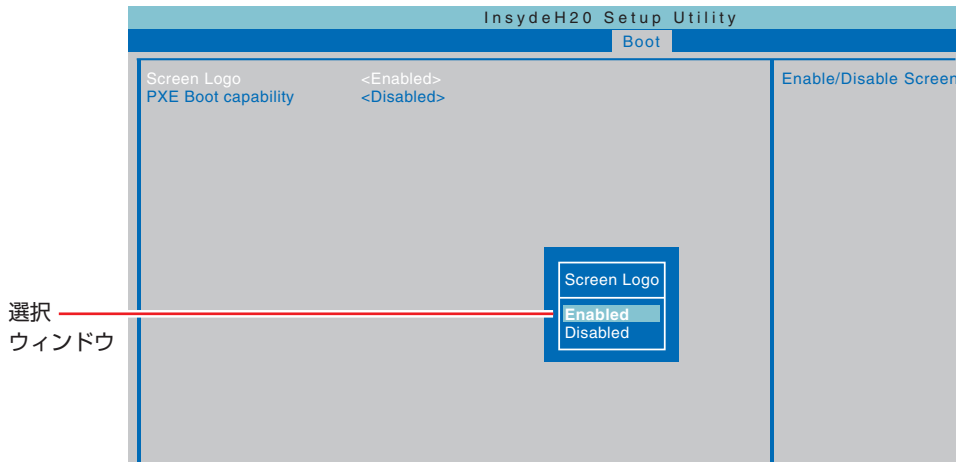 InsydeH20 Setup Utility
Boot
Screen Logo <Enabled>
PXE Boot capability <Disabled>
Enable/Disable Screen
Screen Logo
Enabled
Disabled
選択
ウィンドウ